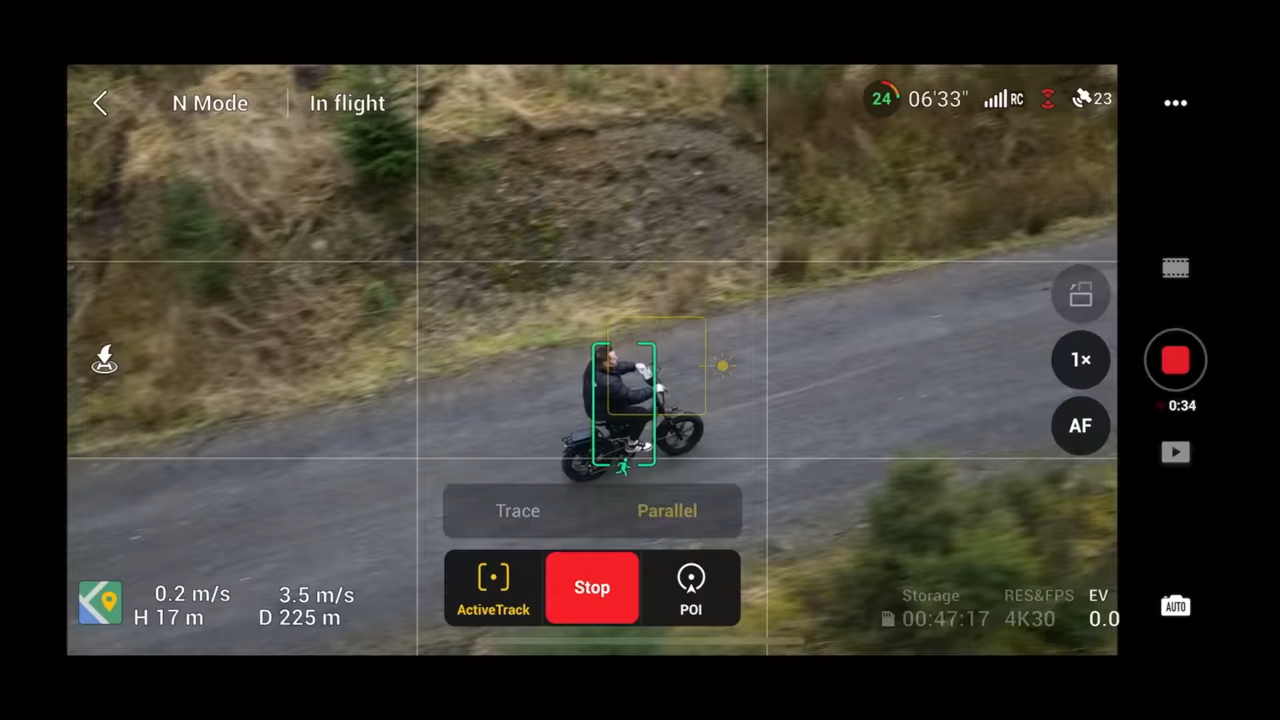 N Mode
In flight
24
06'33"
RC
23
1×
AF
0:34
Trace
Parallel
ActiveTrack
Stop
POI
0.2 m/s
3.5 m/s
H 17 m
D 225 m
Storage
RES&FPS
EV
00:47:17
4K30
0.0
AUTO